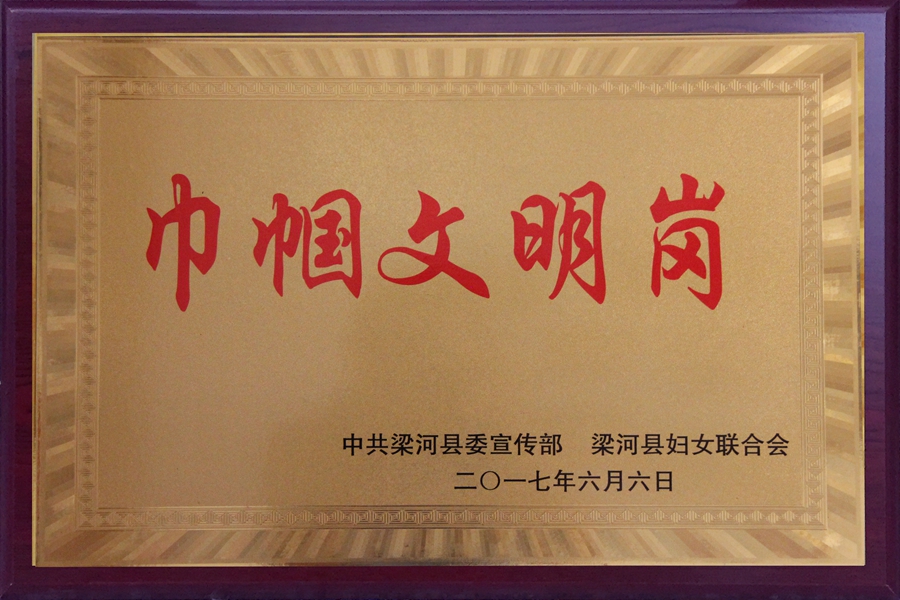 巾帼文明岗
中共梁河县委宣传部 梁河县妇女联合会
二〇一七年六月六日